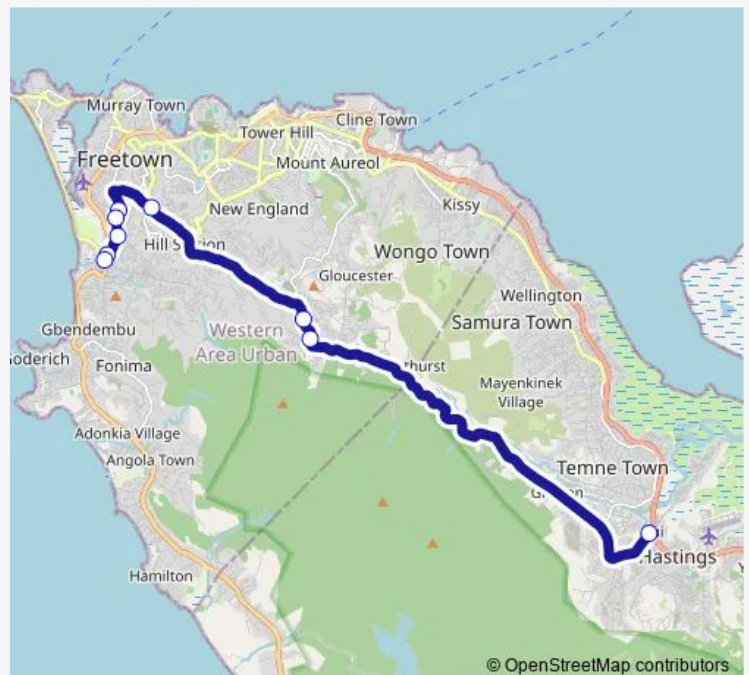 Murray Town
Cline Town
Tower Hill
Freetown
Mount Aureol
Kissy
New England
Hill
Wongo Town
Gloucester
Wellington
Gbendembu
Western
Area Urban
Samura Town
Fonima
Mayenkinek
Village
Adonkia Village
Angola Town
Temne Town
Hastings
Hamilton
© OpenStreetMap contributors